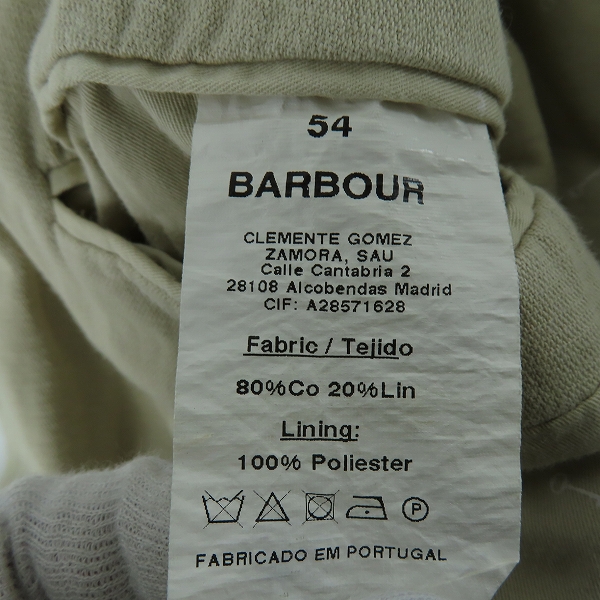 54
BARBOUR
CLEMENTE GOMEZ
ZAMORA, SAU
Calle Cantabria 2
28108 Alcobendas Madrid
CIF: A28571628
Fabric / Tejido
80%Co 20%Lin
Lining:
100% Poliester
P
FABRICADO EM PORTUGAL